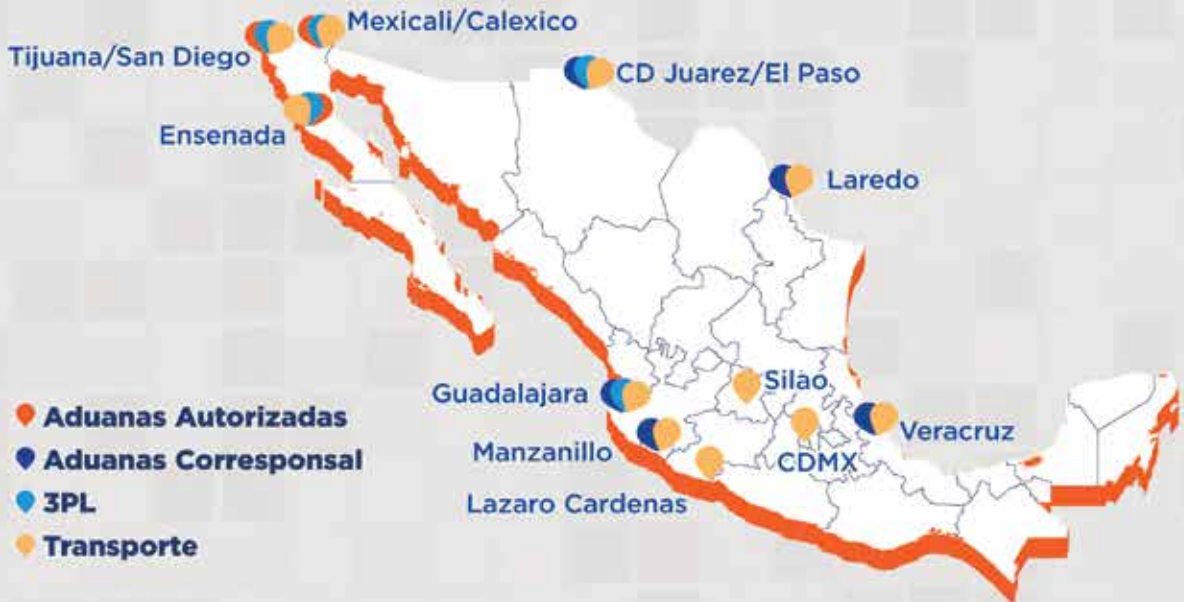 Mexicali/Calexico
Tijuana/San Diego
CD Juarez/El Paso
Ensenada
Laredo
Silao
Guadalajara
Veracruz
Manzanillo
CDMX
Lazaro Cardenas
Aduanas Autorizadas
Aduanas Corresponsal
3PL
Transporte